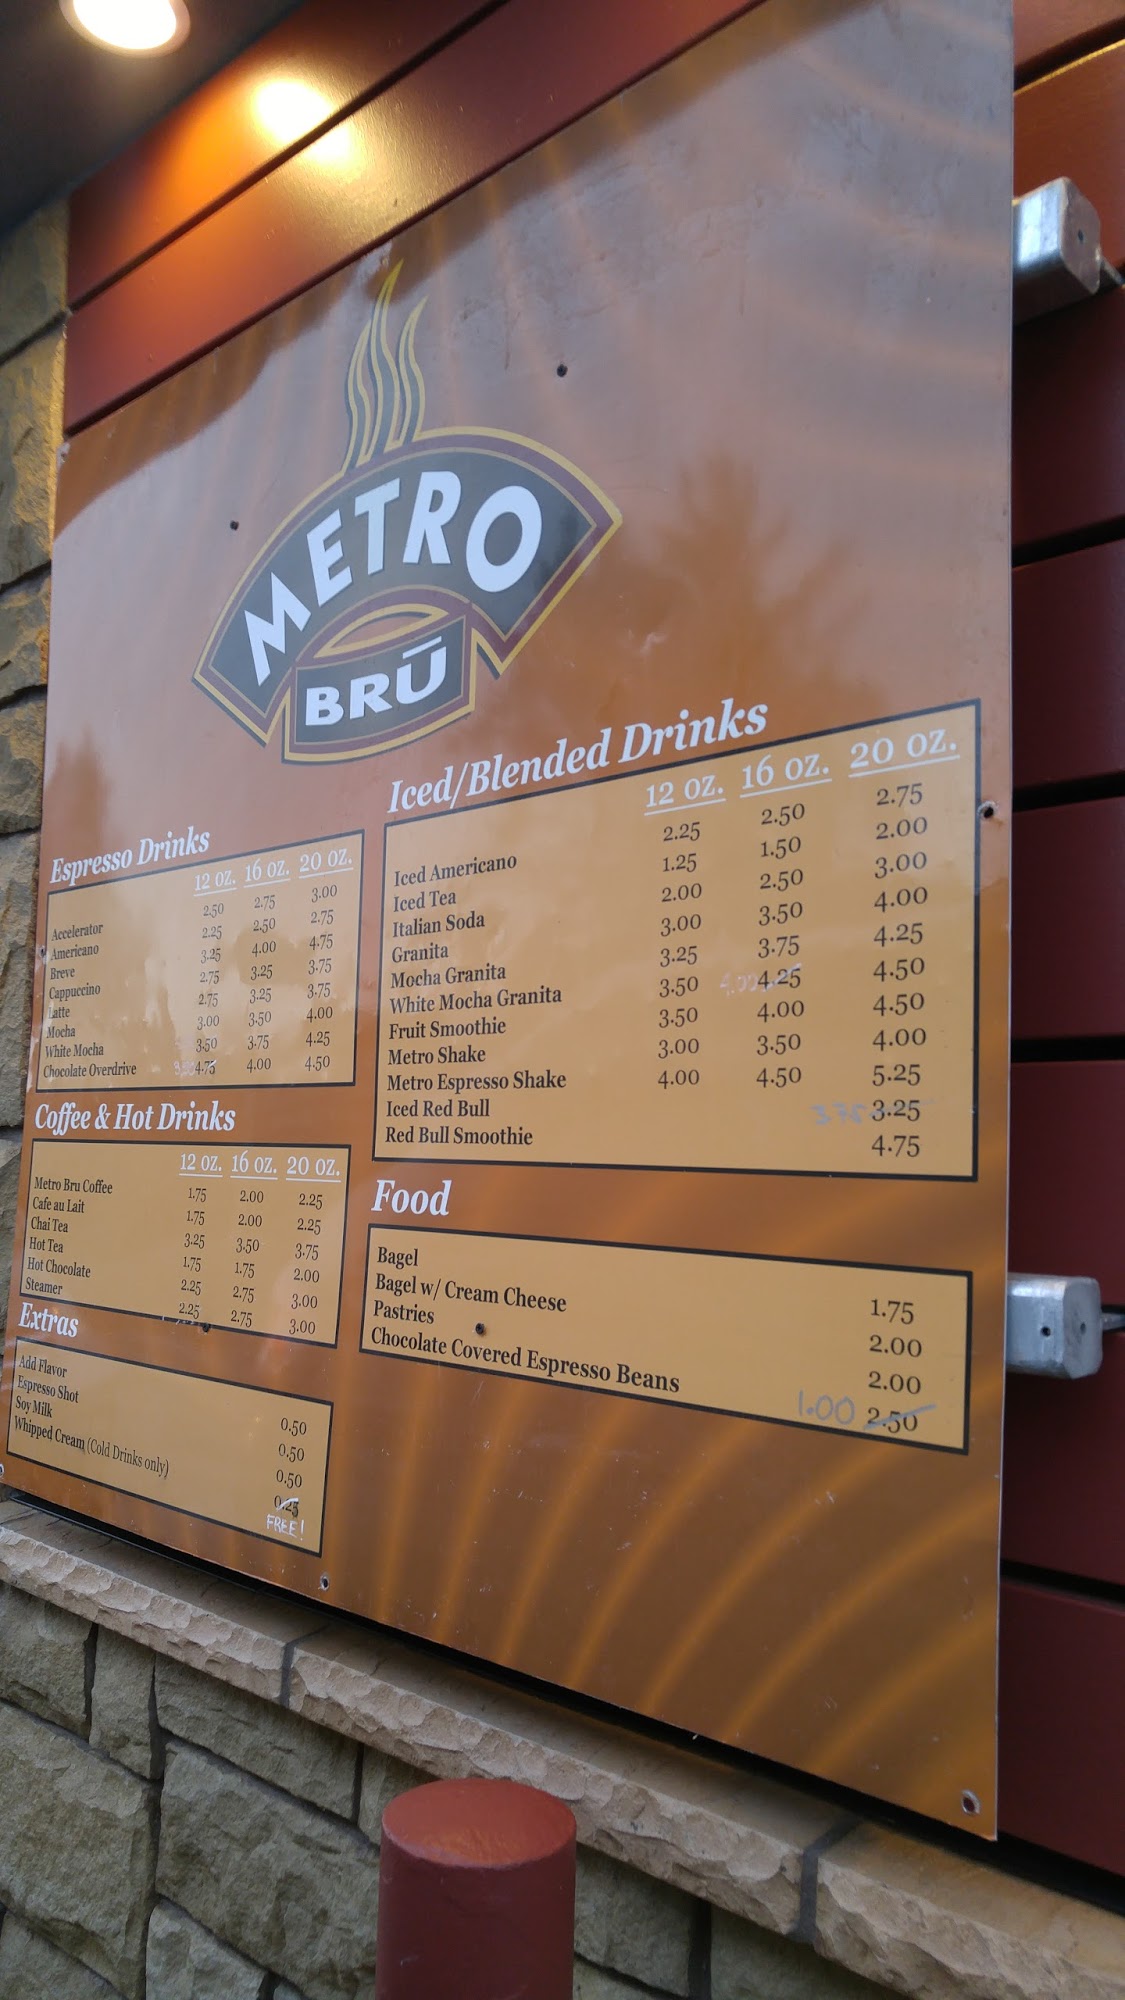 METRO
BRŪ
Espresso Drinks
12 oz. 16 oz. 20 oz.
Accelerator 2.50 2.75 3.00
Americano 2.25 2.50 2.75
Breve 3.25 4.00 4.75
Cappuccino 2.75 3.25 3.75
Latte 2.75 3.25 3.75
Mocha 3.00 3.50 4.00
White Mocha 3.50 3.75 4.25
Chocolate Overdrive 3.50 4.75 4.00 4.50
Coffee & Hot Drinks
12 oz. 16 oz. 20 oz.
Metro Bru Coffee 1.75 2.00 2.25
Cafe au Lait 1.75 2.00 2.25
Chai Tea 3.25 3.50 3.75
Hot Tea 1.75 1.75 2.00
Hot Chocolate 2.25 2.75 3.00
Steamer 2.25 2.75 3.00
Extras
Add Flavor 0.50
Espresso Shot 0.50
Soy Milk 0.50
Whipped Cream (Cold Drinks only) 0.25
FREE!
Iced/Blended Drinks
12 oz. 16 oz. 20 oz.
Iced Americano 2.25 2.50 2.75
Iced Tea 1.25 1.50 2.00
Italian Soda 2.00 2.50 3.00
Granita 3.00 3.50 4.00
Mocha Granita 3.25 3.75 4.25
White Mocha Granita 3.50 4.00 4.25 4.50
Fruit Smoothie 3.50 4.00 4.50
Metro Shake 3.00 3.50 4.00
Metro Espresso Shake 4.00 4.50 5.25
Iced Red Bull 3.75 3.25
Red Bull Smoothie 4.75
Food
Bagel 1.75
Bagel w/ Cream Cheese 2.00
Pastries 2.00
Chocolate Covered Espresso Beans 1.00 2.50